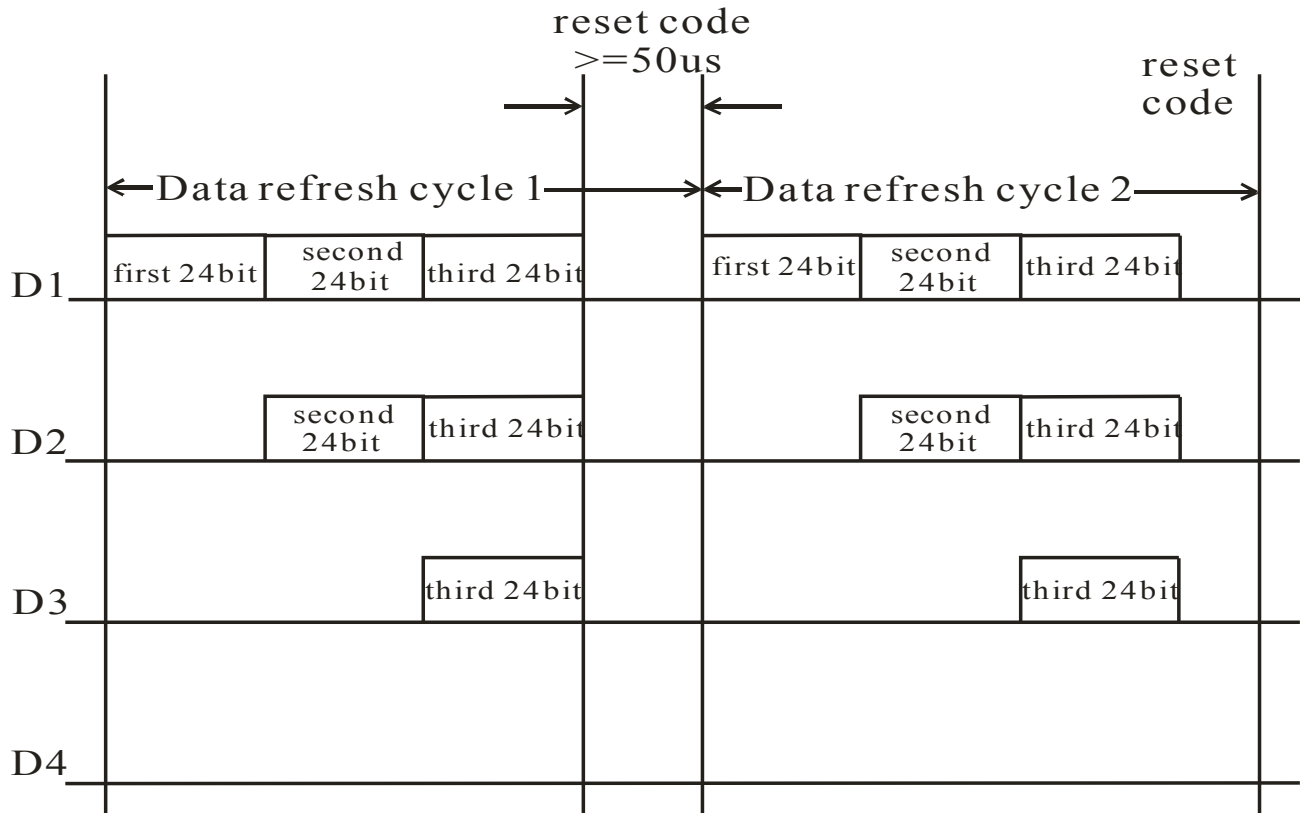 reset code
>=50us
reset
code
Data refresh cycle 1
Data refresh cycle 2
D1
first 24bit
second
24bit
third 24bit
first 24bit
second
24bit
third 24bit
D2
second
24bit
third 24bit
second
24bit
third 24bit
D3
third 24bit
third 24bit
D4